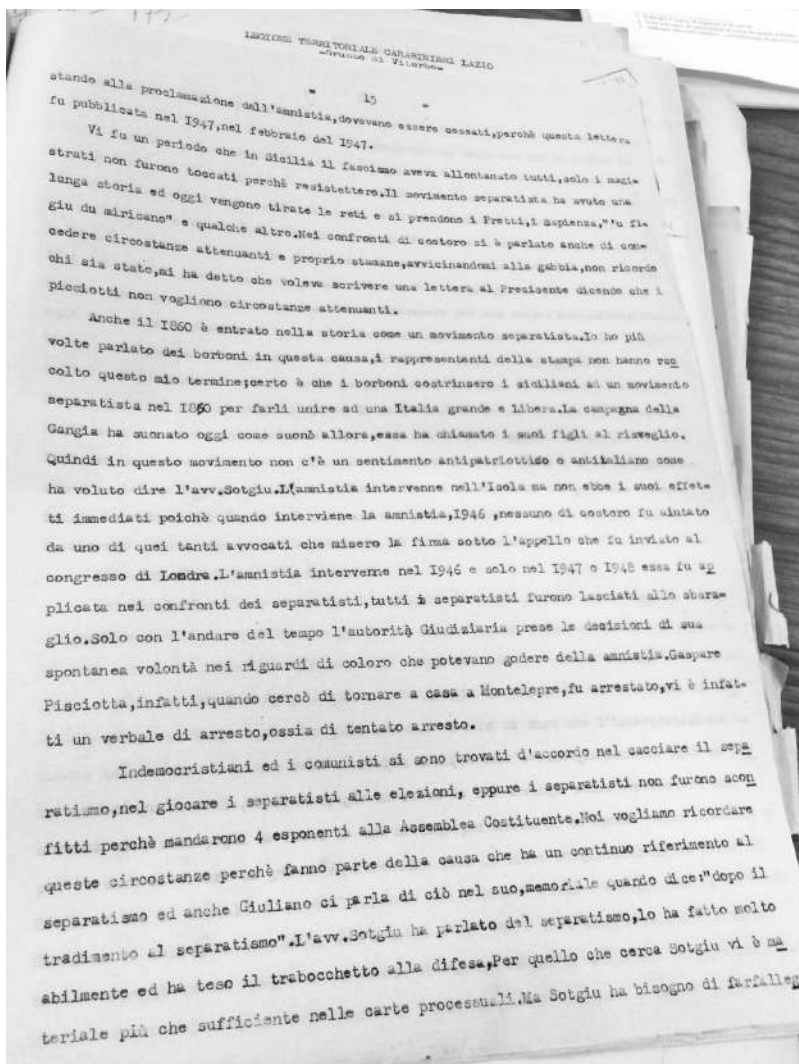 LEGIONE TERRITORIALE CARABINIERI LAZIO
=Gruppo di Viterbo=
- 15 -
stando alla proclamazione dell'amnistia,dovevano essere cessati,perchè questa lettera
fu pubblicata nel 1947,nel febbraio del 1947.
Vi fu un periodo che in Sicilia il fascismo aveva allontanato tutti,solo i magi=
strati non furono toccati perchè resistettero.Il movimento separatista ha avuto una
lunga storia ed oggi vengono tirate le reti e si prendono i Pretti,i Sapienza,"'u fi=
giu du miricano" e qualche altro.Nei confronti di costoro si è parlato anche di con=
cedere circostanze attenuanti e proprio stamane,avvicinandomi alla gabbia,non ricordo
chi sia stato,mi ha detto che voleva scrivere una lettera al Presidente dicendo che i
picciotti non vogliono circostanze attenuanti.
Anche il I860 è entrato nella storia come un movimento separatista.Io ho più
volte parlato dei borboni in questa causa,i rappresentanti della stampa non hanno rac
colto questo mio termine;certo è che i borboni costrinsero i siciliani ad un movimento
separatista nel I860 per farli unire ad una Italia grande e Libera.La campagna della
Gangia ha suonato oggi come suonò allora,essa ha chiamato i suoi figli al risveglio.
Quindi in questo movimento non c'è un sentimento antipatriottido o antitaliano come
ha voluto dire l'avv.Sotgiu.L'amnistia intervenne nell'Isola ma non ebbe i suoi effet=
ti immediati poichè quando interviene la amnistia,I946 ,nessuno di costoro fu aiutato
da uno di quei tanti avvocati che misero la firma sotto l'appello che fu inviato al
congresso di Londra.L'amnistia intervenne nel I946 e solo nel I947 o I948 essa fu ap
plicata nei confronti dei separatisti,tutti i separatisti furono lasciati allo sbara=
glio.Solo con l'andare del tempo l'autorità Giudiziaria prese le decisioni di sua
spontanea volontà nei riguardi di coloro che potevano godere della amnistia.Gaspare
Pisciotta,infatti,quando cercò di tornare a casa a Montelepre,fu arrestato,vi è infat=
ti un verbale di arresto,ossia di tentato arresto.
Indemocristiani ed i comunisti si sono trovati d'accordo nel cacciare il sepa
ratismo,nel giocare i separatisti alle elezioni, eppure i separatisti non furono scon
fitti perchè mandarono 4 esponenti alla Assemblea Costituente.Noi vogliamo ricordare
queste circostanze perchè fanno parte della causa che ha un continuo riferimento al
separatismo ed anche Giuliano ci parla di ciò nel suo,memoriale quando dice:"dopo il
tradimento al separatismo".L'avv.Sotgiu ha parlato del separatismo,lo ha fatto molto
abilmente ed ha teso il trabocchetto alla difesa,Per quello che cerca Sotgiu vi è ma
teriale più che sufficiente nelle carte processuali.Ma Sotgiu ha bisogno di farfalleg